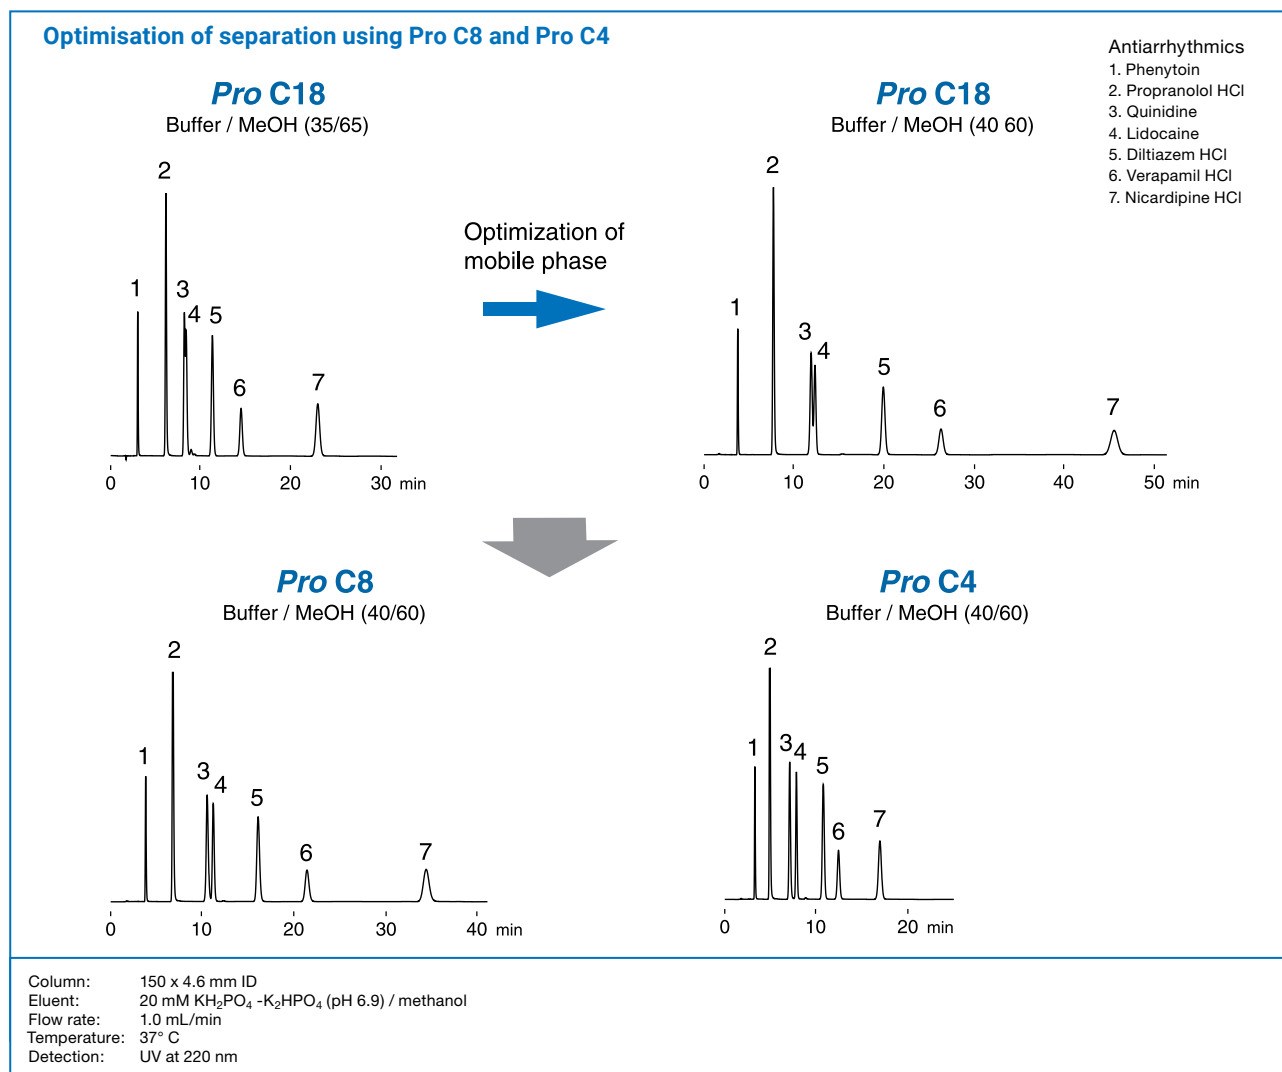 Optimisation of separation using Pro C8 and Pro C4
Antiarrhythmics
1. Phenytoin
2. Propranolol HCl
3. Quinidine
4. Lidocaine
5. Diltiazem HCl
6. Verapamil HCl
7. Nicardipine HCl
Pro C18
Buffer / MeOH (35/65)
1
2
3
4
5
6
7
0 10 20 30 min
Optimization of
mobile phase
Pro C18
Buffer / MeOH (40 60)
1
2
3
4
5
6
7
0 10 20 30 40 50 min
Pro C8
Buffer / MeOH (40/60)
1
2
3
4
5
6
7
0 10 20 30 40 min
Pro C4
Buffer / MeOH (40/60)
1
2
3
4
5
6
7
0 10 20 min
Column: 150 x 4.6 mm ID
Eluent: 20 mM KH₂PO₄ -K₂HPO₄ (pH 6.9) / methanol
Flow rate: 1.0 mL/min
Temperature: 37° C
Detection: UV at 220 nm